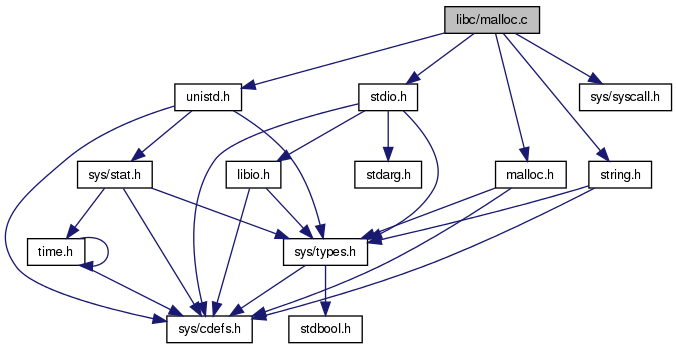 libc/malloc.c
unistd.h
stdio.h
sys/syscall.h
sys/stat.h
libio.h
stdarg.h
malloc.h
string.h
time.h
sys/types.h
sys/cdefs.h
stdbool.h